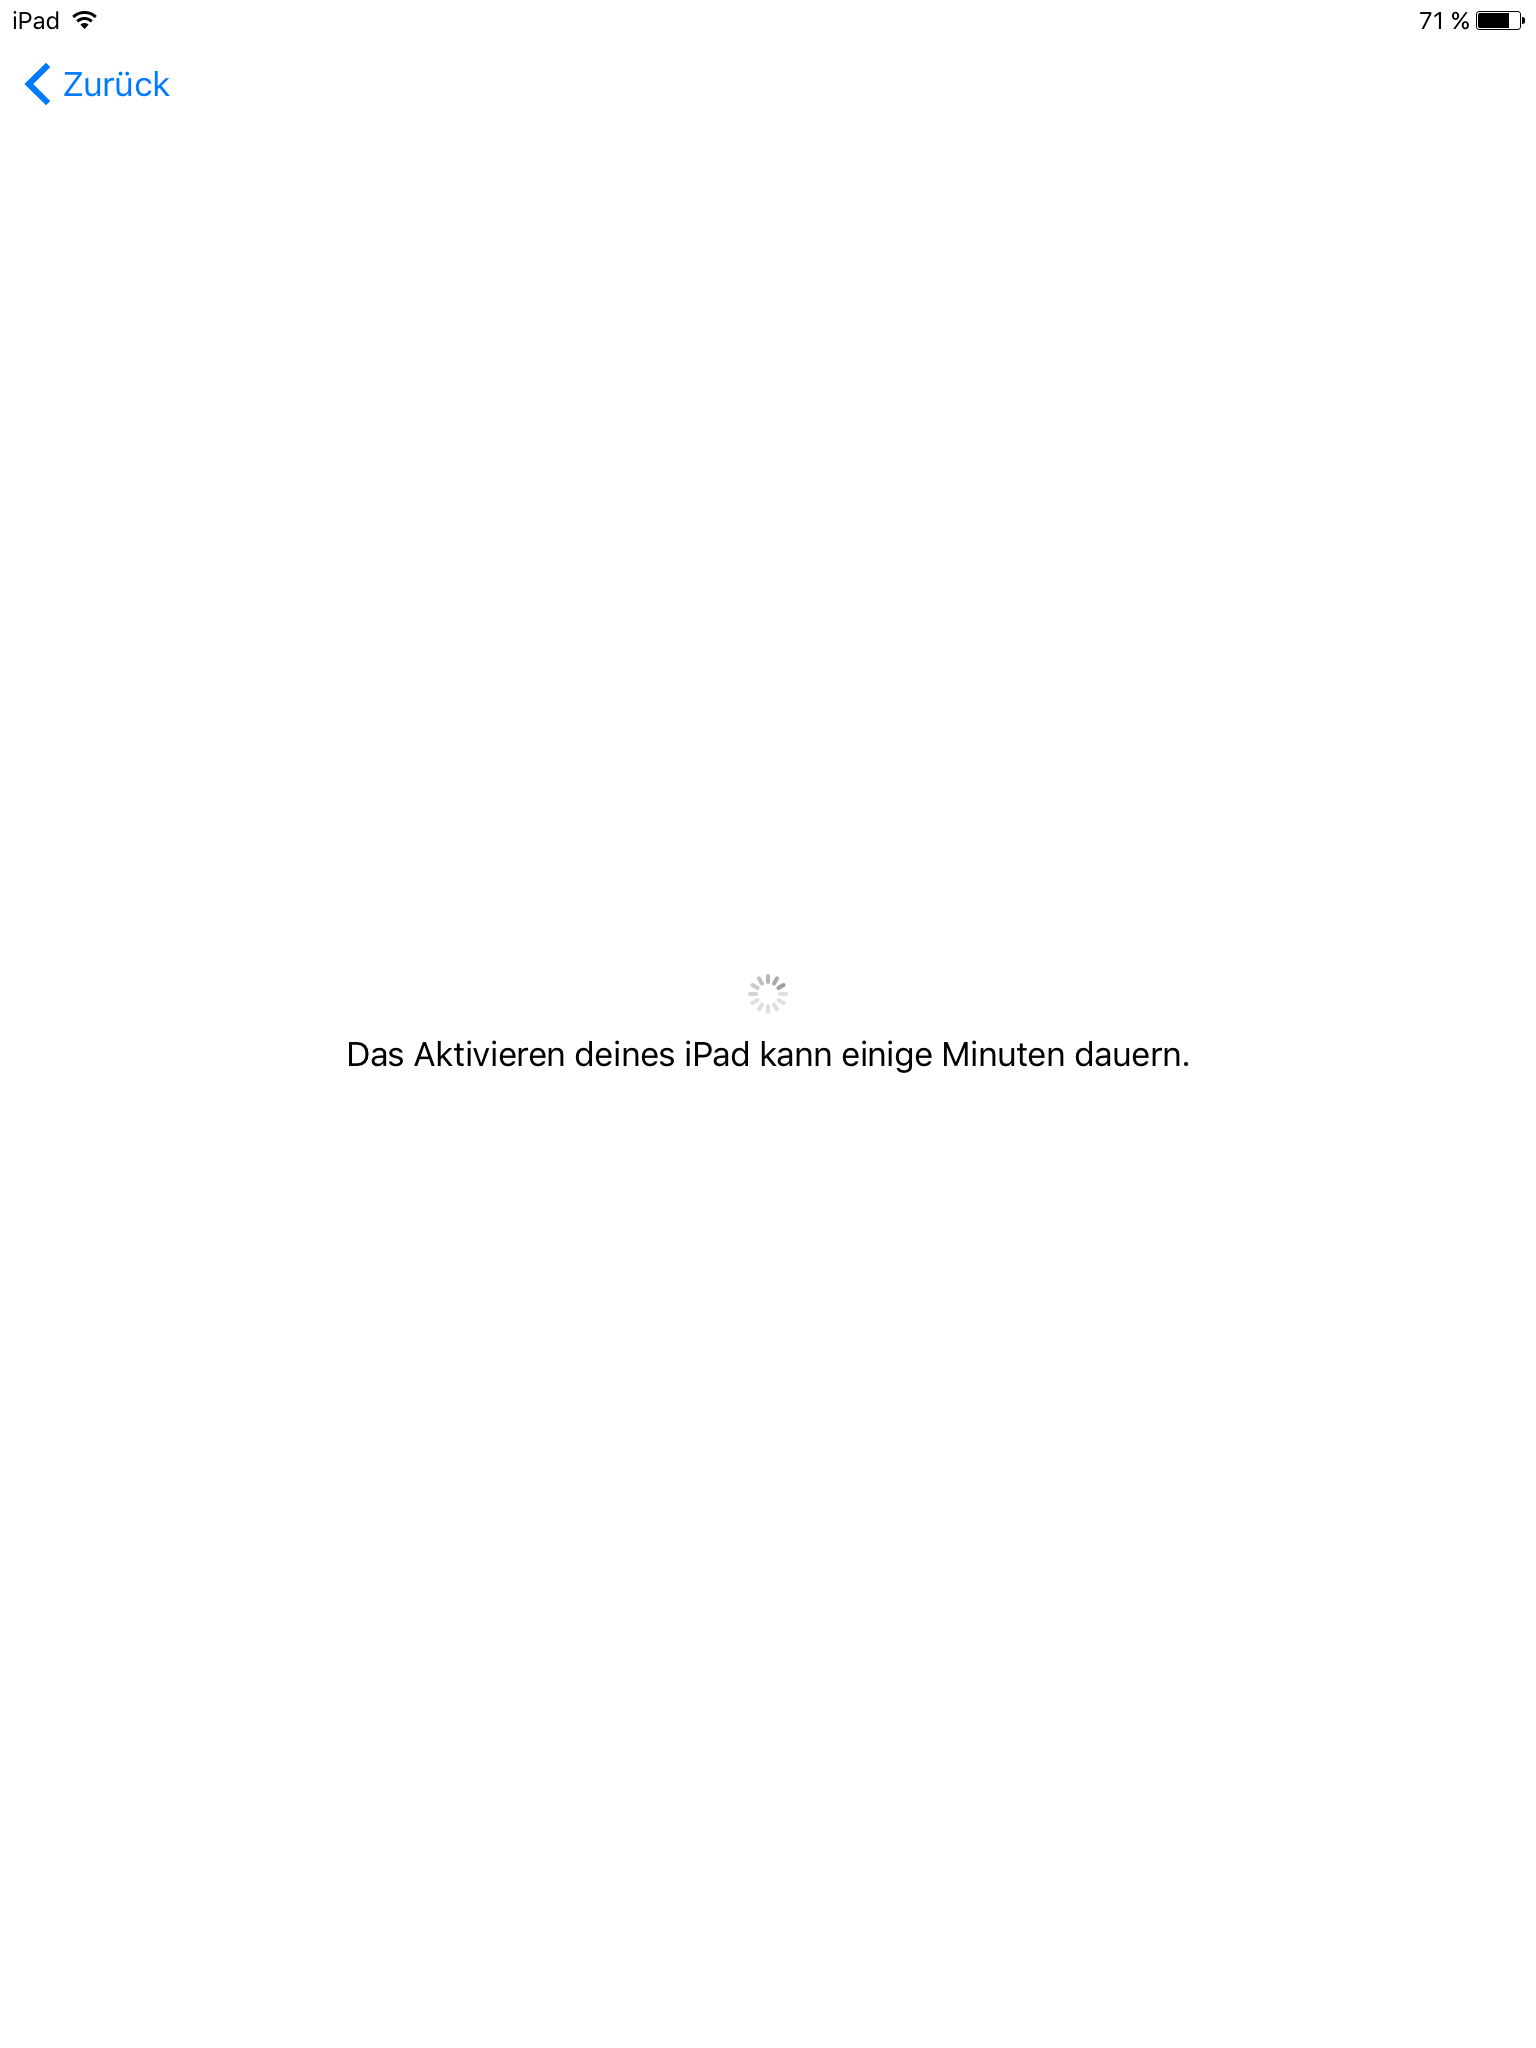 iPad
71 %
Zurück
Das Aktivieren deines iPad kann einige Minuten dauern.